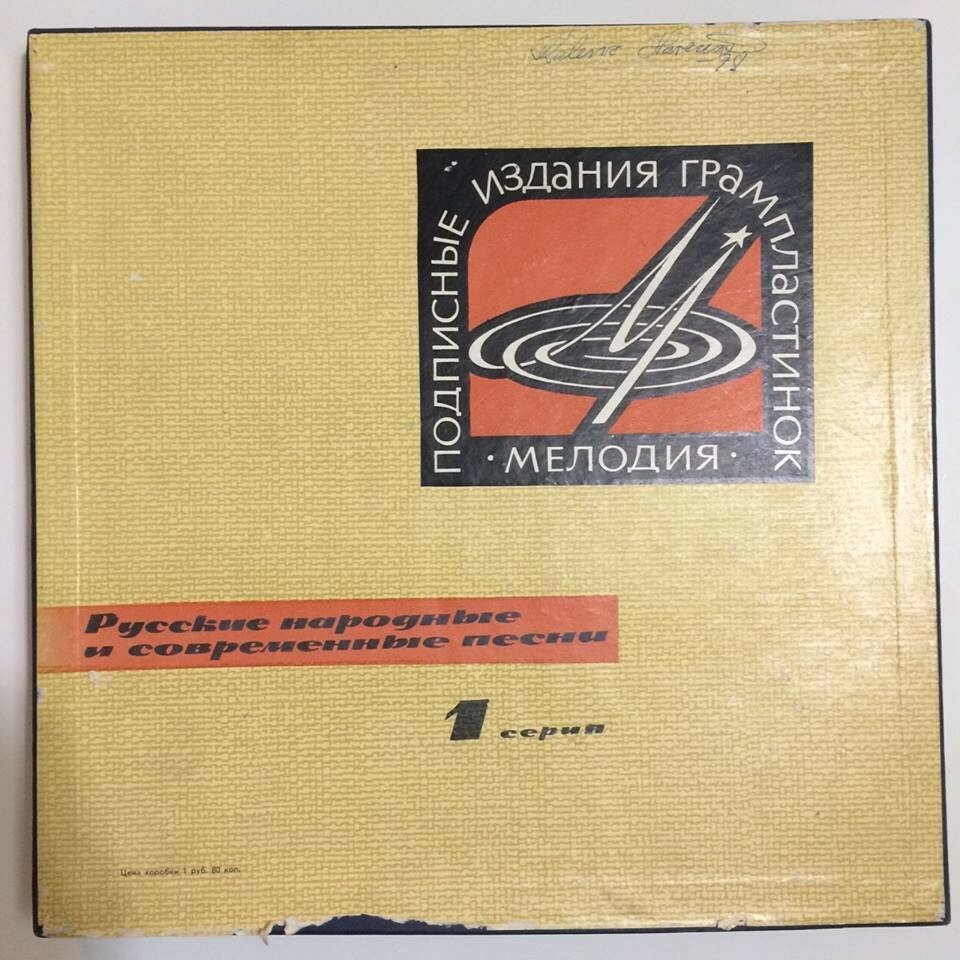 ПОДПИСНЫЕ ИЗДАНИЯ ГРАМПЛАСТИНОК
·МЕЛОДИЯ·
Русские народные
и современные песни
1 серия
Цена коробки 1 руб. 80 коп.